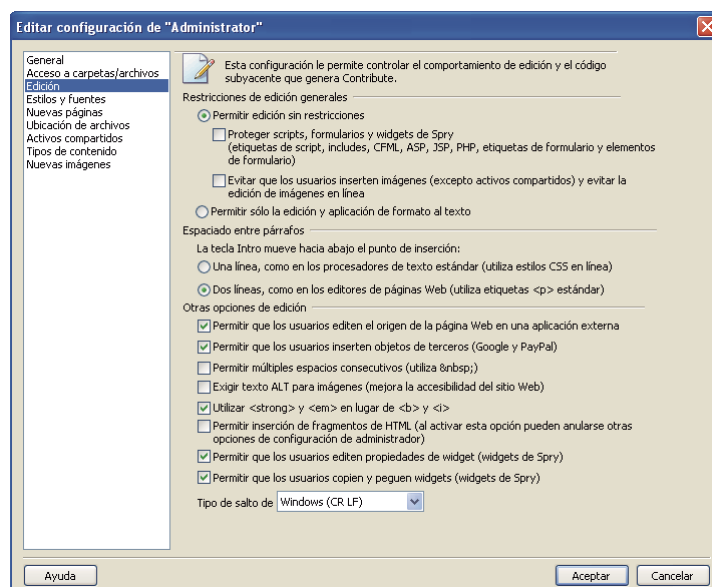 Editar configuración de "Administrator"
General
Acceso a carpetas/archivos
Edición
Estilos y fuentes
Nuevas páginas
Ubicación de archivos
Activos compartidos
Tipos de contenido
Nuevas imágenes
Esta configuración le permite controlar el comportamiento de edición y el código
subyacente que genera Contribute.
Restricciones de edición generales
Permitir edición sin restricciones
Proteger scripts, formularios y widgets de Spry
(etiquetas de script, includes, CFML, ASP, JSP, PHP, etiquetas de formulario y elementos
de formulario)
Evitar que los usuarios inserten imágenes (excepto activos compartidos) y evitar la
edición de imágenes en línea
Permitir sólo la edición y aplicación de formato al texto
Espaciado entre párrafos
La tecla Intro mueve hacia abajo el punto de inserción:
Una línea, como en los procesadores de texto estándar (utiliza estilos CSS en línea)
Dos líneas, como en los editores de páginas Web (utiliza etiquetas <p> estándar)
Otras opciones de edición
Permitir que los usuarios editen el origen de la página Web en una aplicación externa
Permitir que los usuarios inserten objetos de terceros (Google y PayPal)
Permitir múltiples espacios consecutivos (utiliza &nbsp;)
Exigir texto ALT para imágenes (mejora la accesibilidad del sitio Web)
Utilizar <strong> y <em> en lugar de <b> y <i>
Permitir inserción de fragmentos de HTML (al activar esta opción pueden anularse otras
opciones de configuración de administrador)
Permitir que los usuarios editen propiedades de widget (widgets de Spry)
Permitir que los usuarios copien y peguen widgets (widgets de Spry)
Tipo de salto de Windows (CR LF)
Ayuda Aceptar Cancelar